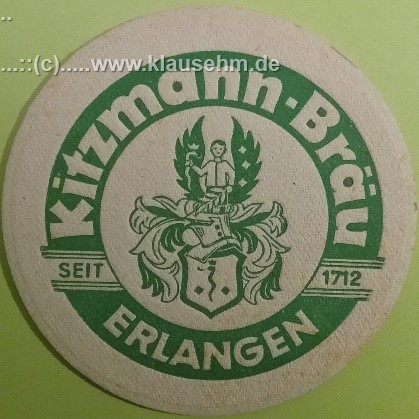 ...::(c).....www.klausehm.de
Kitzmann-Bräu
SEIT 1712
ERLANGEN